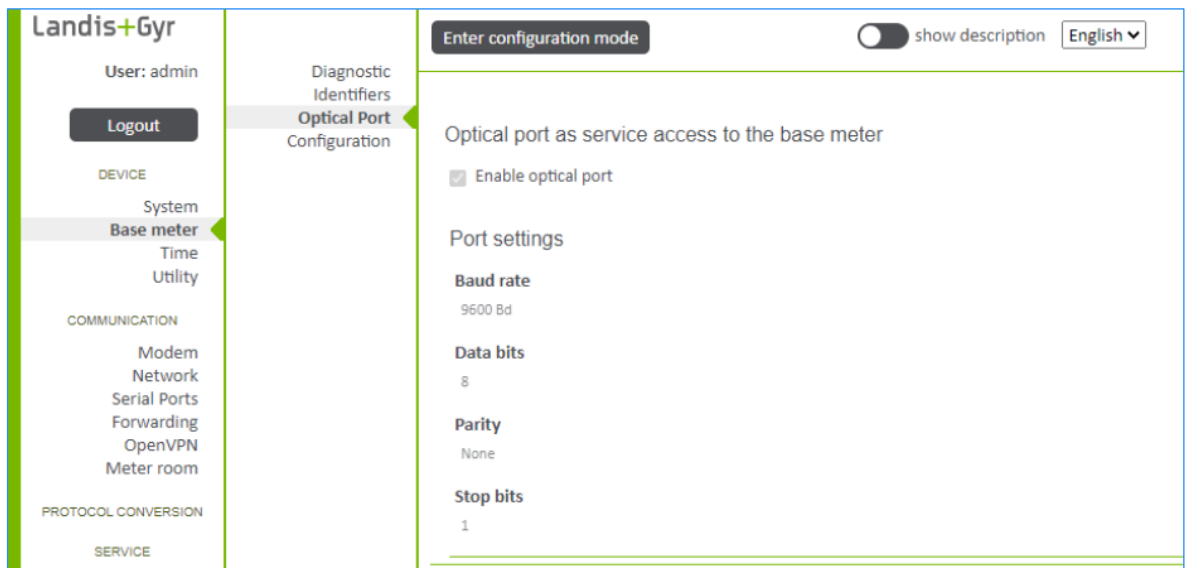 Landis+Gyr
User: admin
Logout
DEVICE
System
Base meter
Time
Utility
COMMUNICATION
Modem
Network
Serial Ports
Forwarding
OpenVPN
Meter room
PROTOCOL CONVERSION
SERVICE
Diagnostic
Identifiers
Optical Port
Configuration
Enter configuration mode
show description
English
Optical port as service access to the base meter
Enable optical port
Port settings
Baud rate
9600 Bd
Data bits
8
Parity
None
Stop bits
1